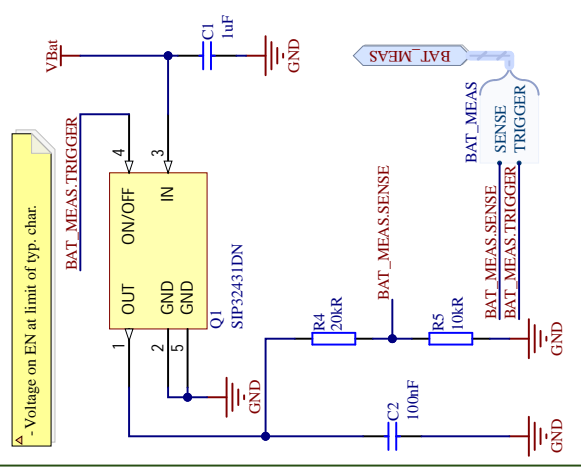 - Voltage on EN at limit of typ. char.
VBat
C1
1uF
GND
BAT_MEAS.TRIGGER
4
3
ON/OFF
IN
OUT
GND
GND
1
2
5
Q1
SIP32431DN
GND
BAT_MEAS
BAT_MEAS
SENSE
TRIGGER
BAT_MEAS.SENSE
BAT_MEAS.TRIGGER
BAT_MEAS.SENSE
R4
20kR
R5
10kR
GND
C2
100nF
GND